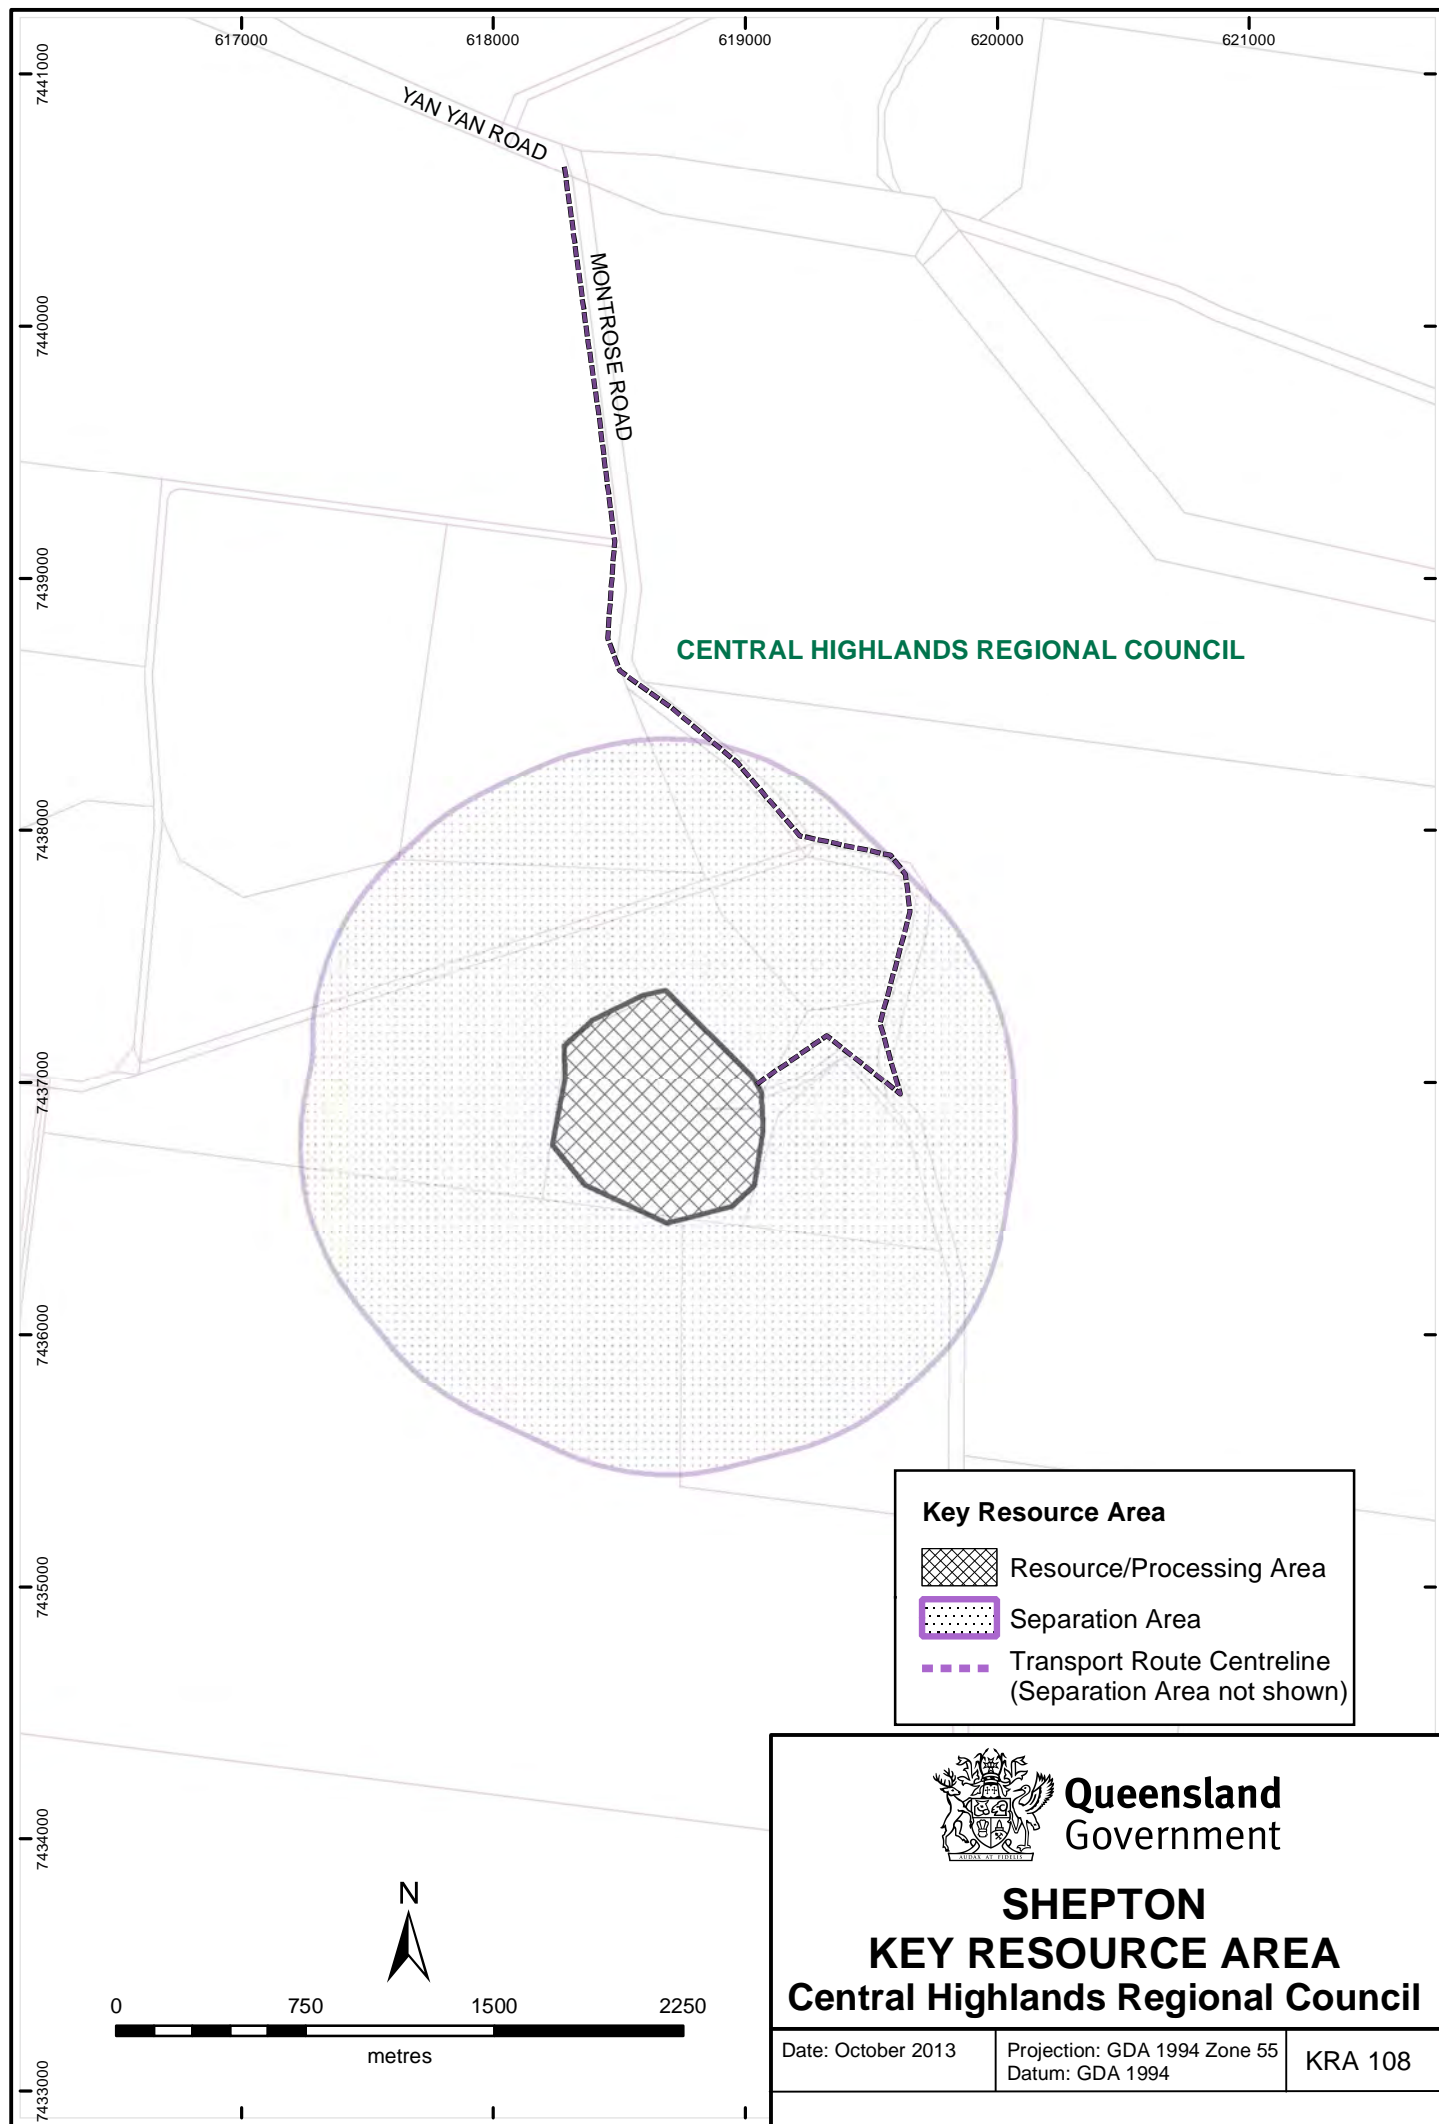 617000
618000
619000
620000
621000
7441000
7440000
7439000
7438000
7437000
7436000
7435000
7434000
7433000
YAN YAN ROAD
MONTROSE ROAD
CENTRAL HIGHLANDS REGIONAL COUNCIL
Key Resource Area
Resource/Processing Area
Separation Area
Transport Route Centreline
(Separation Area not shown)
AUDAX AT FIDELIS
Queensland
Government
SHEPTON
KEY RESOURCE AREA
Central Highlands Regional Council
Date: October 2013
Projection: GDA 1994 Zone 55
Datum: GDA 1994
KRA 108
N
0 750 1500 2250
metres